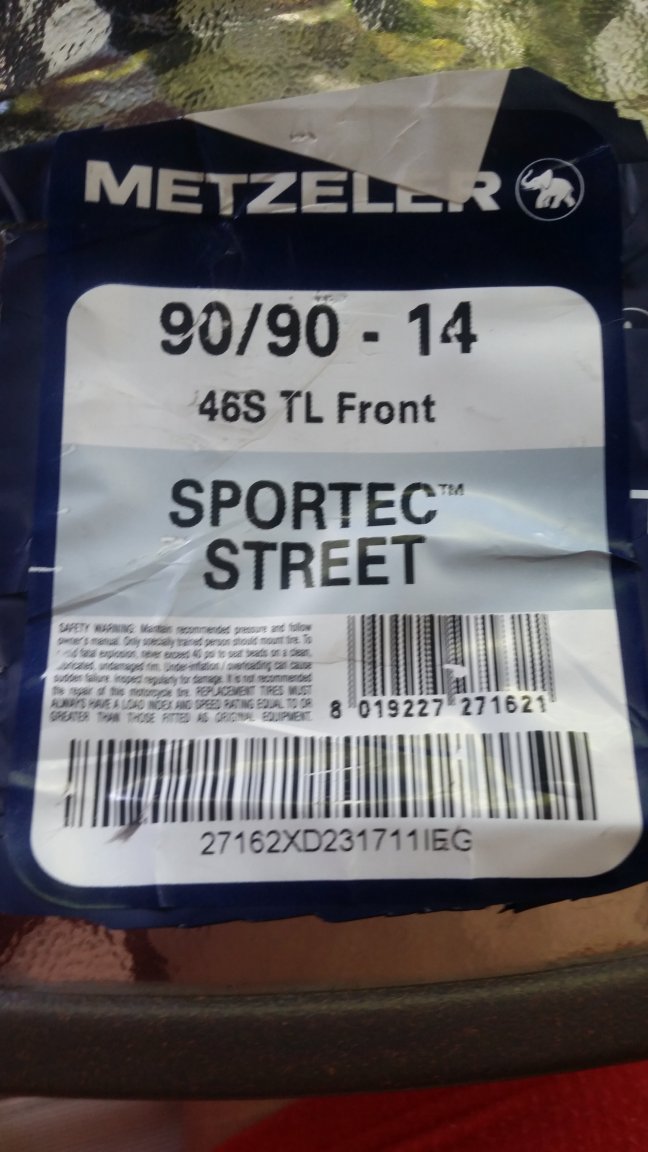 METZELER
90/90 - 14
46S TL Front
SPORTEC™
STREET
SAFETY WARNING: Maintain recommended pressure and follow
owner's manual. Only specially trained person should mount tire. To
fatal explosion, never exceed 40 psi to seat beads on a clean,
lubricated, undamaged rim. Under-inflation / overloading can cause
sudden failure. Inspect regularly for damage. It is not recommended
the repair of this motorcycle tire. REPLACEMENT TIRES MUST
ALWAYS HAVE A LOAD INDEX AND SPEED RATING EQUAL TO OR
GREATER THAN THOSE FITTED AS ORIGINAL EQUIPMENT.
8 019227 271621
27162XD231711IEG